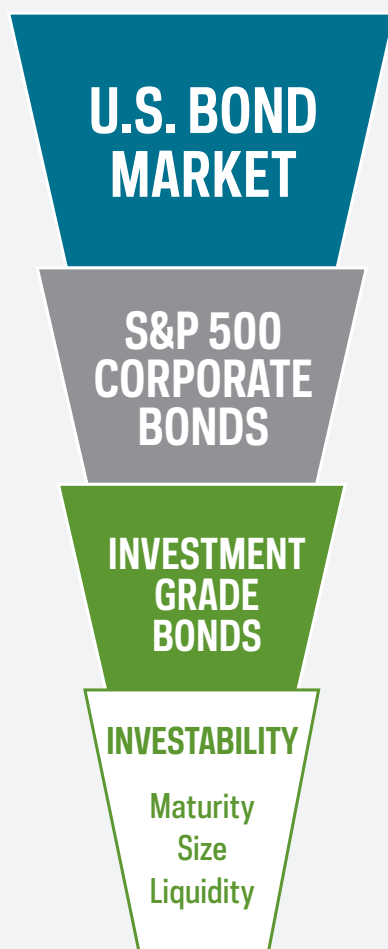 U.S. BOND
MARKET
S&P 500
CORPORATE
BONDS
INVESTMENT
GRADE
BONDS
INVESTABILITY
Maturity
Size
Liquidity